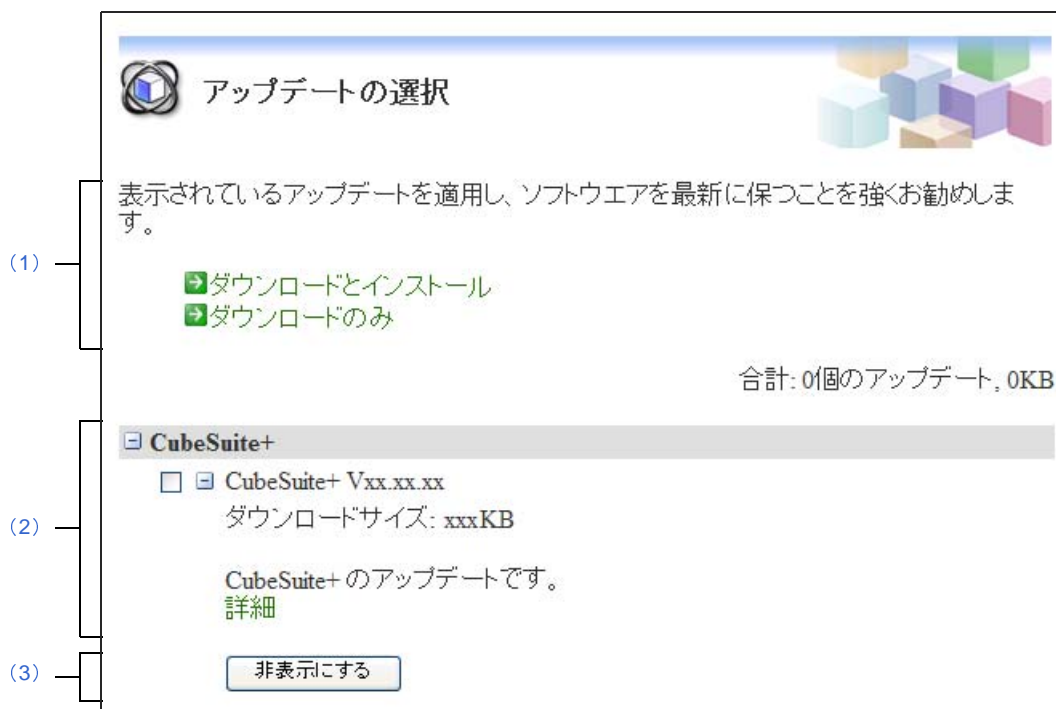 アップデートの選択
(1)
表示されているアップデートを適用し、ソフトウエアを最新に保つことを強くお勧めしま
す。
ダウンロードとインストール
ダウンロードのみ
合計: 0個のアップデート, 0KB
(2)
CubeSuite+
CubeSuite+ Vxx.xx.xx
ダウンロードサイズ: xxxKB
CubeSuite+ のアップデートです。
詳細
(3)
非表示にする